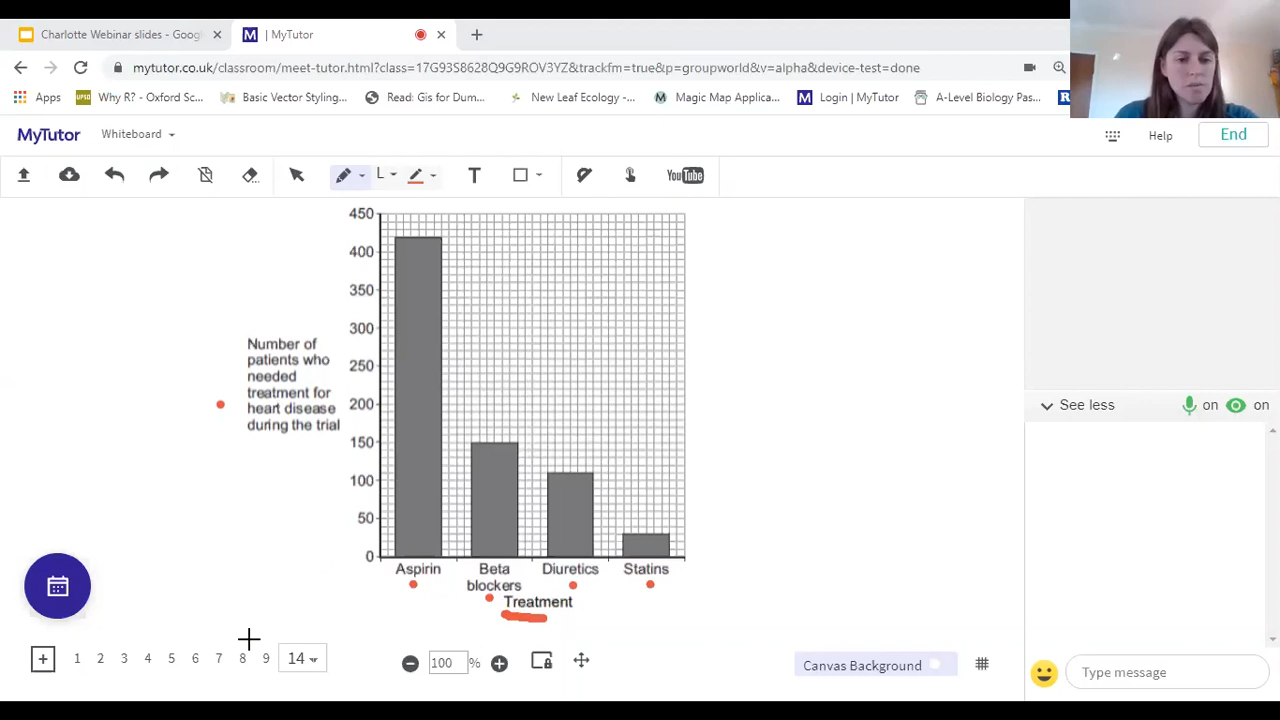 Charlotte Webinar slides - Goog
M | MyTutor
mytutor.co.uk/classroom/meet-tutor.html?class=17G93S8628Q9G9ROV3YZ&trackfm=true&p=groupworld&v=alpha&device-test=done
Apps Why R? - Oxford Sc... Basic Vector Styling... Read: Gis for Dum... New Leaf Ecology -... Magic Map Applica... M Login | MyTutor A-Level Biology Pas... R
MyTutor Whiteboard Help End
L T YouTube
450
400
350
300
250
200
150
100
50
0
Number of
patients who
needed
treatment for
heart disease
during the trial
Aspirin Beta blockers Diuretics Statins
Treatment
See less on on
+ 1 2 3 4 5 6 7 8 9 14 100 % Canvas Background Type message